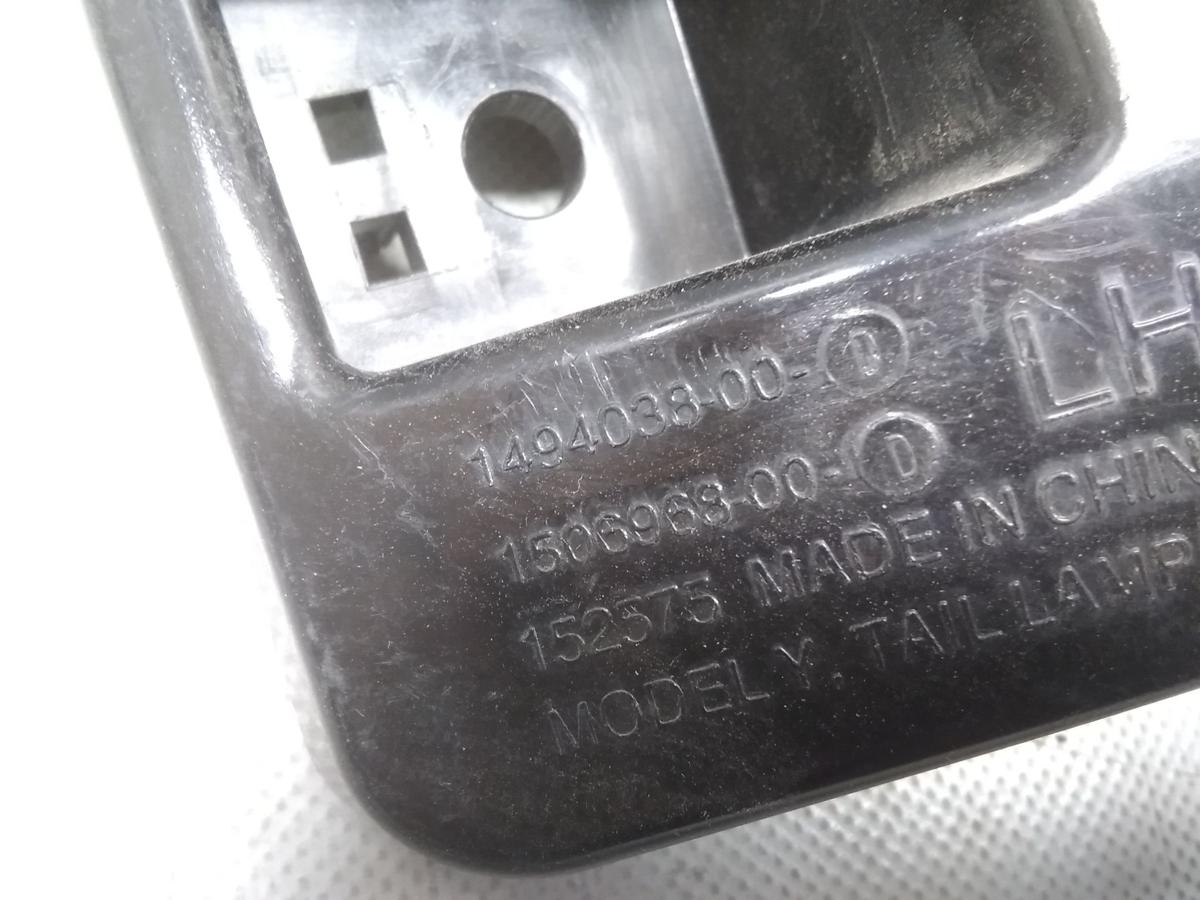 1494038-00-D
LH
1506968-00-D
152575 MADE IN CHIN
MODEL Y, TAIL LAMP